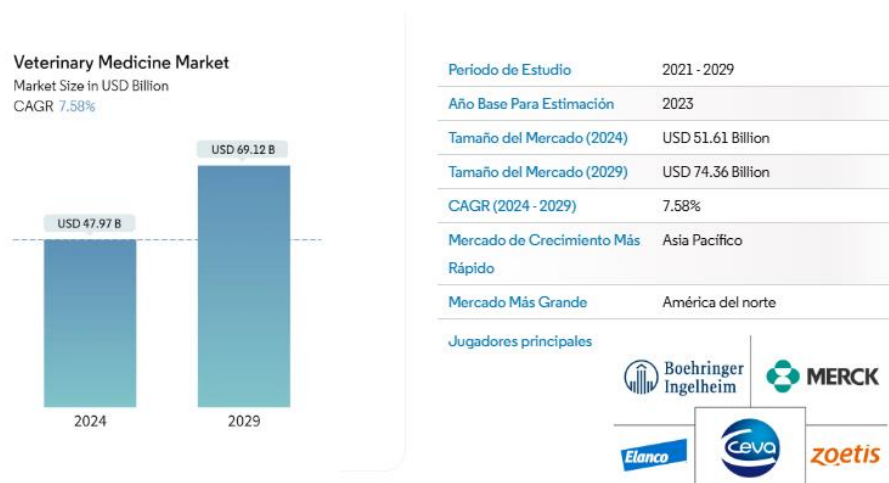 Veterinary Medicine Market
Market Size in USD Billion
CAGR 7.58%
USD 69.12 B
USD 47.97 B
2024
2029
Período de Estudio
2021 - 2029
Año Base Para Estimación
2023
Tamaño del Mercado (2024)
USD 51.61 Billion
Tamaño del Mercado (2029)
USD 74.36 Billion
CAGR (2024 - 2029)
7.58%
Mercado de Crecimiento Más
Rápido
Asia Pacífico
Mercado Más Grande
América del norte
Jugadores principales
Boehringer
Ingelheim
MERCK
Elanco
Ceva
zoetis